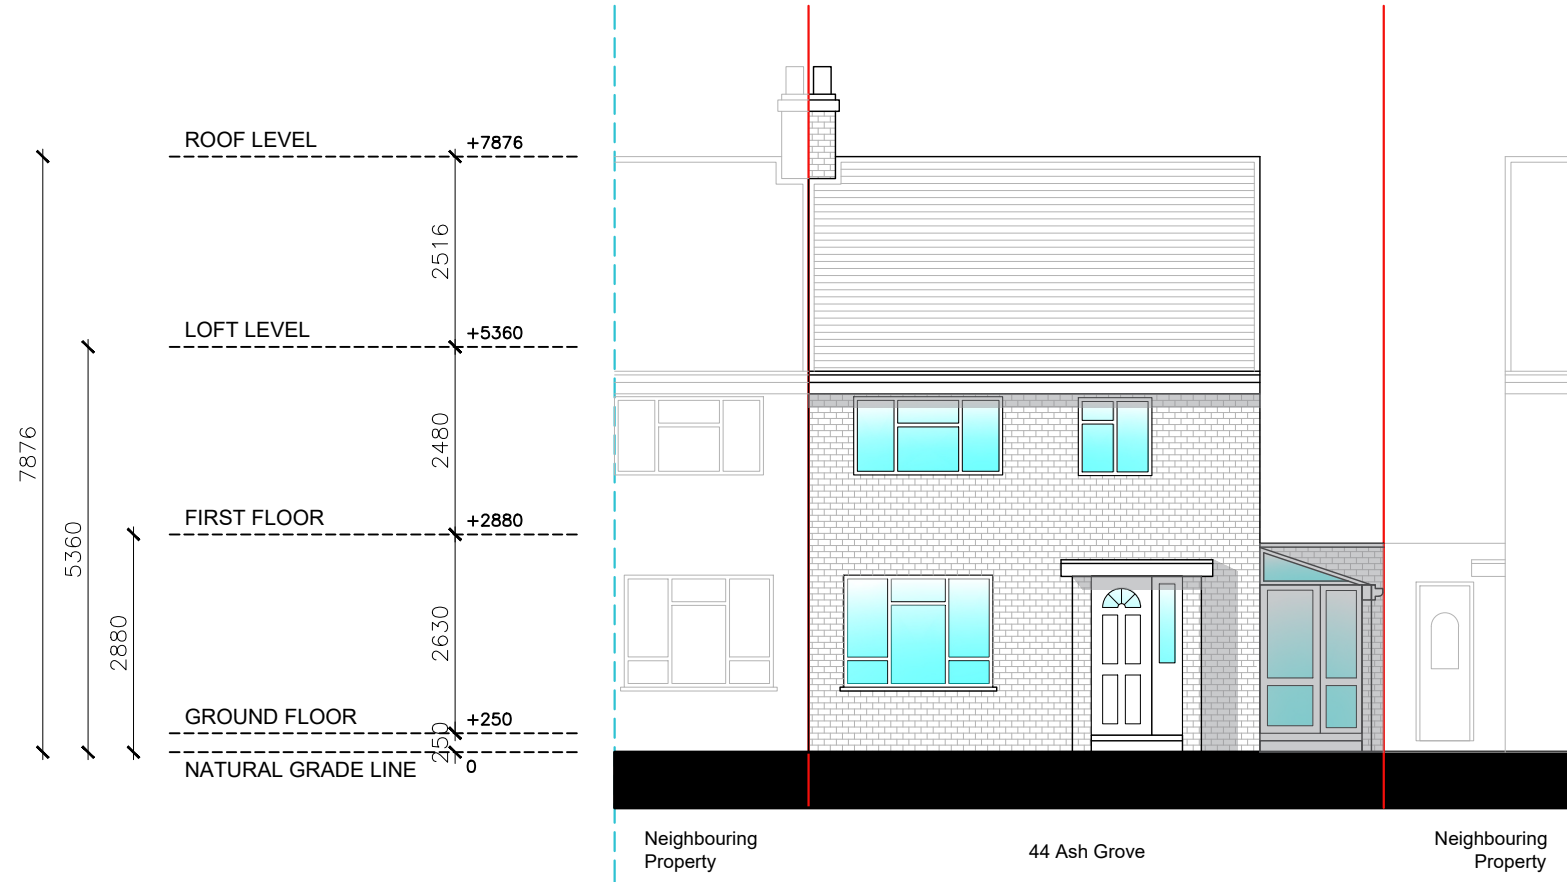 ROOF LEVEL
+7876
2516
LOFT LEVEL
+5360
7876
2480
FIRST FLOOR
+2880
5360
2880
2630
GROUND FLOOR
+250
250
NATURAL GRADE LINE
0
Neighbouring
Property
44 Ash Grove
Neighbouring
Property